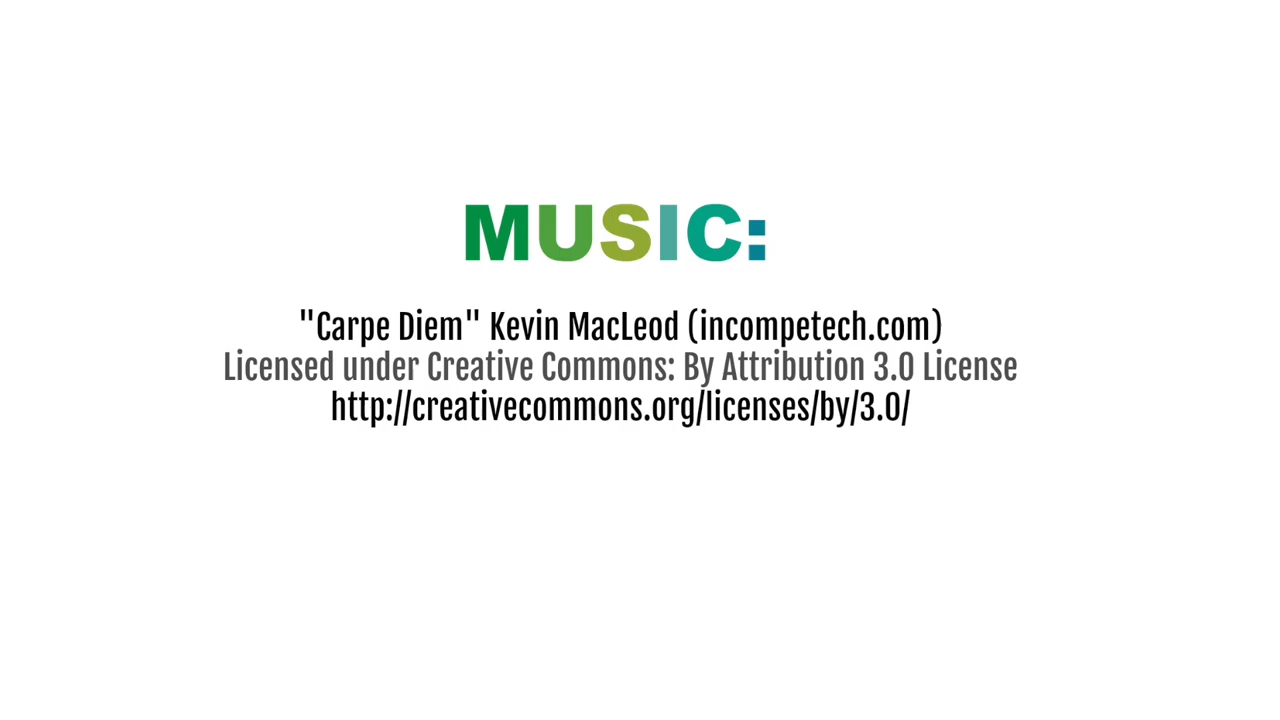 MUSIC:
"Carpe Diem" Kevin MacLeod (incompetech.com)
Licensed under Creative Commons: By Attribution 3.0 License
http://creativecommons.org/licenses/by/3.0/